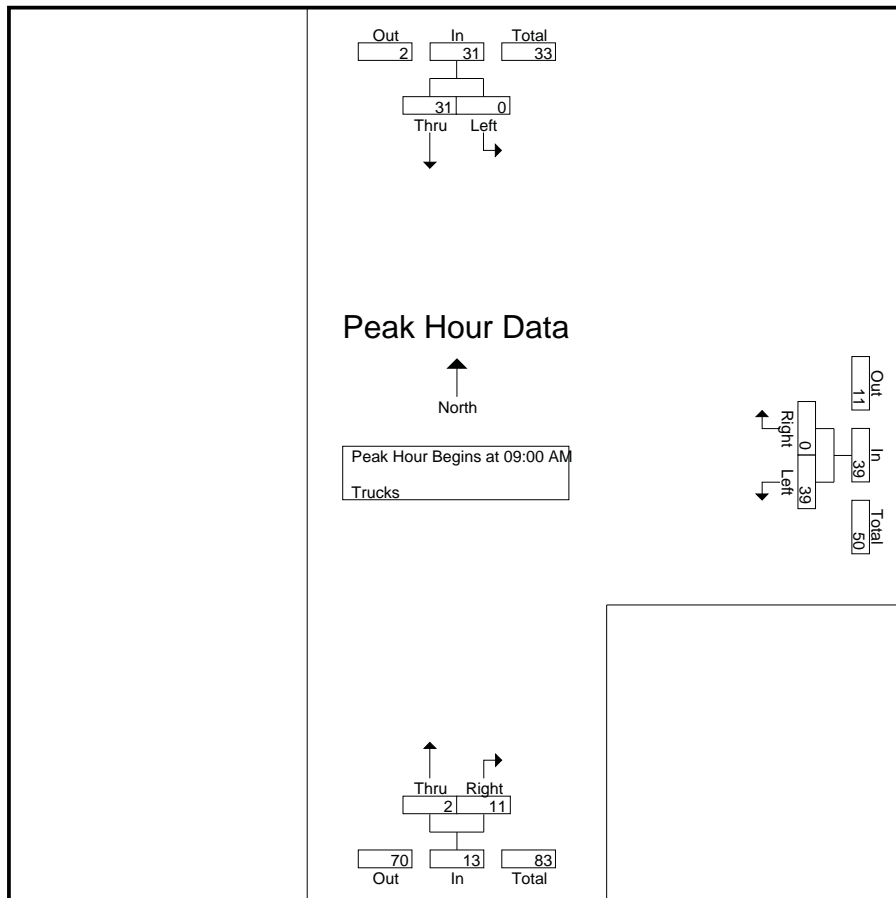 Out In Total
2 31 33
31 0
Thru Left
Peak Hour Data
North
Peak Hour Begins at 09:00 AM
Trucks
Right Left
0 39
Out In Total
11 39 50
Thru Right
2 11
70 13 83
Out In Total